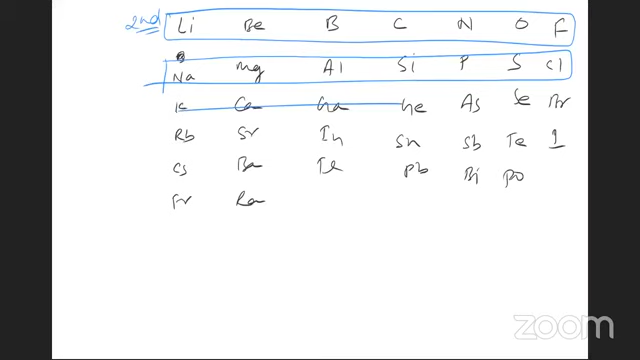 2nd Li Be B C N O F
Na Mg Al Si P S Cl
K Ca Ga Ge As Se Br
Rb Sr In Sn Sb Te I
Cs Ba Te Pb Bi Po
Fr Ra
zoom